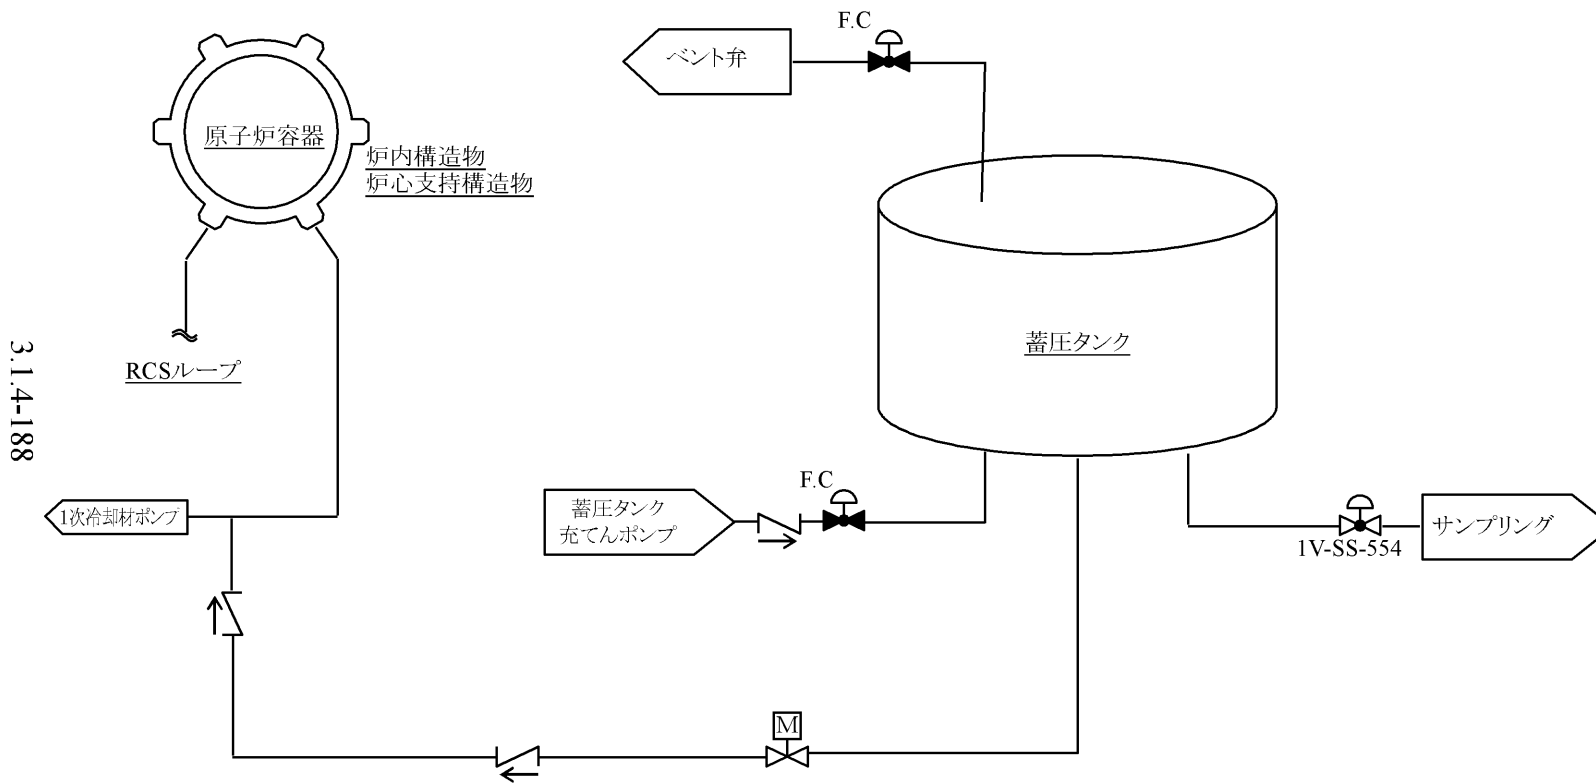 F.C
ベント弁
原子炉容器
炉内構造物
炉心支持構造物
蓄圧タンク
RCSループ
3.1.4-188
F.C
蓄圧タンク
充てんポンプ
1次冷却材ポンプ
サンプリング
1V-SS-554
M